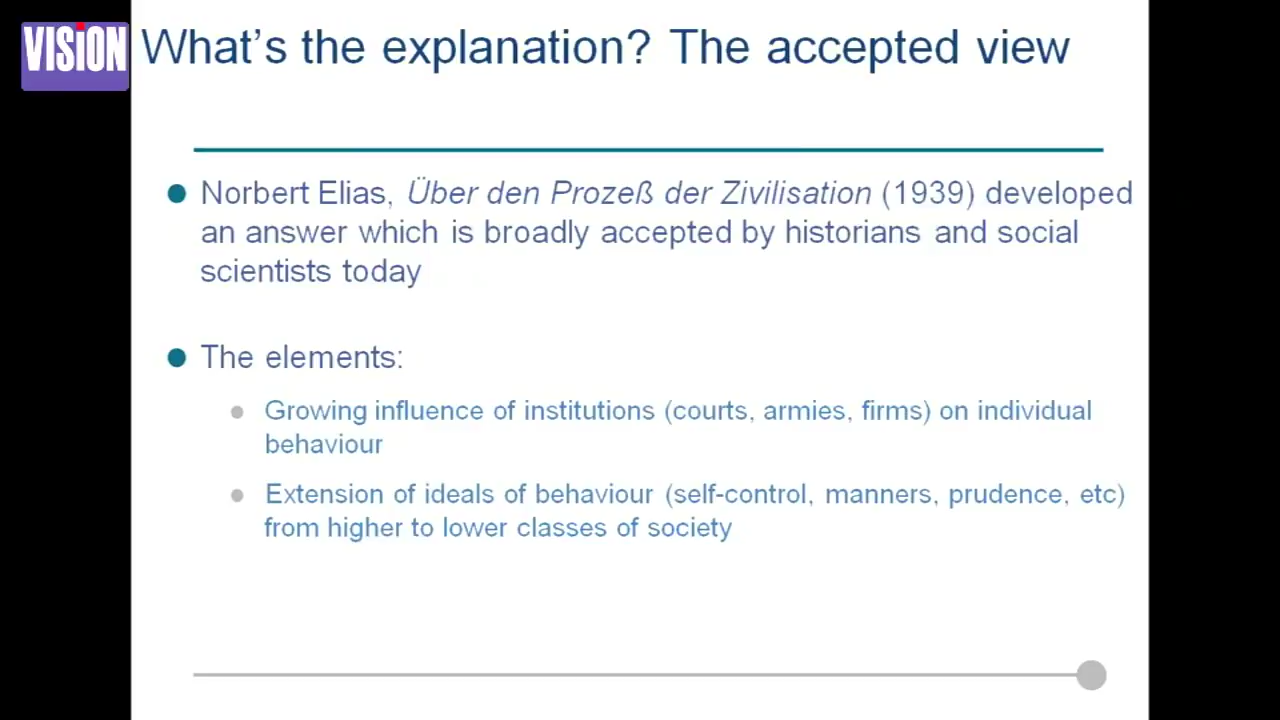 VISION
What's the explanation? The accepted view
Norbert Elias, Über den Prozeß der Zivilisation (1939) developed
an answer which is broadly accepted by historians and social
scientists today
The elements:
Growing influence of institutions (courts, armies, firms) on individual
behaviour
Extension of ideals of behaviour (self-control, manners, prudence, etc)
from higher to lower classes of society